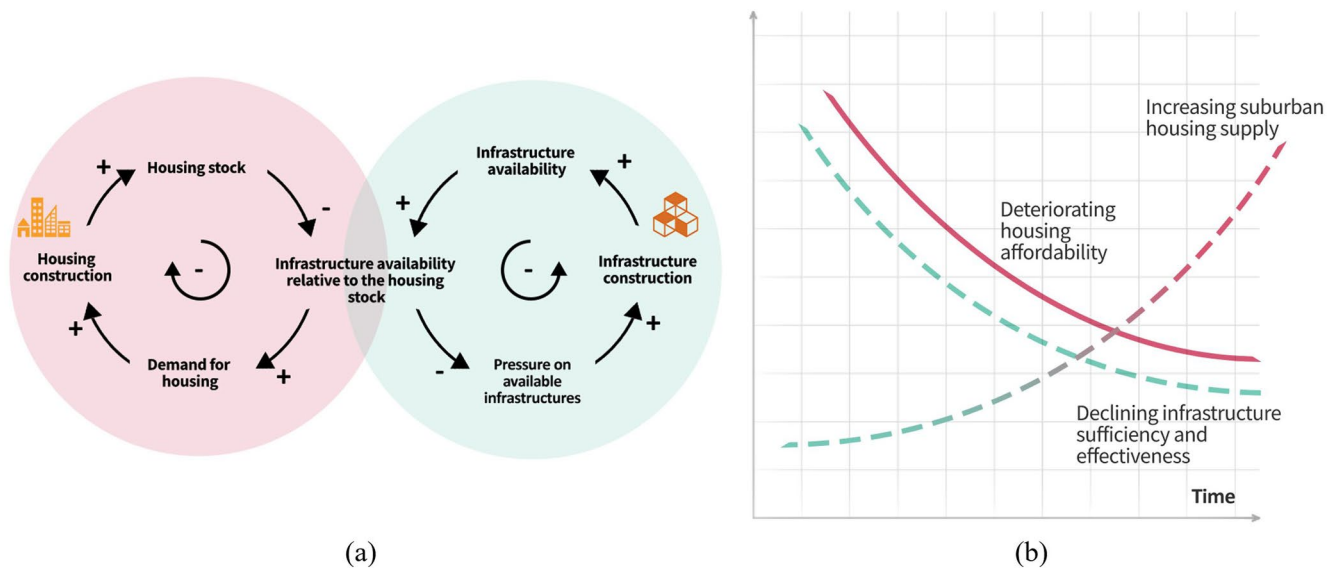 Housing stock
+
-
Housing
construction
-
Infrastructure availability
relative to the housing
stock
+
Demand for
housing
+
Infrastructure
availability
+
+
-
Infrastructure
construction
-
Pressure on
available
infrastructures
+
(a)
Increasing suburban
housing supply
Deteriorating
housing
affordability
Declining infrastructure
sufficiency and
effectiveness
Time
(b)